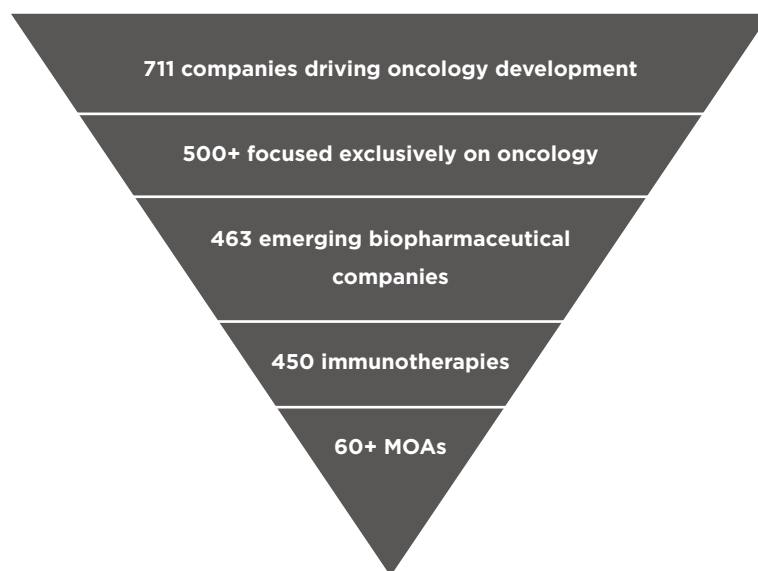 711 companies driving oncology development
500+ focused exclusively on oncology
463 emerging biopharmaceutical
companies
450 immunotherapies
60+ MOAs